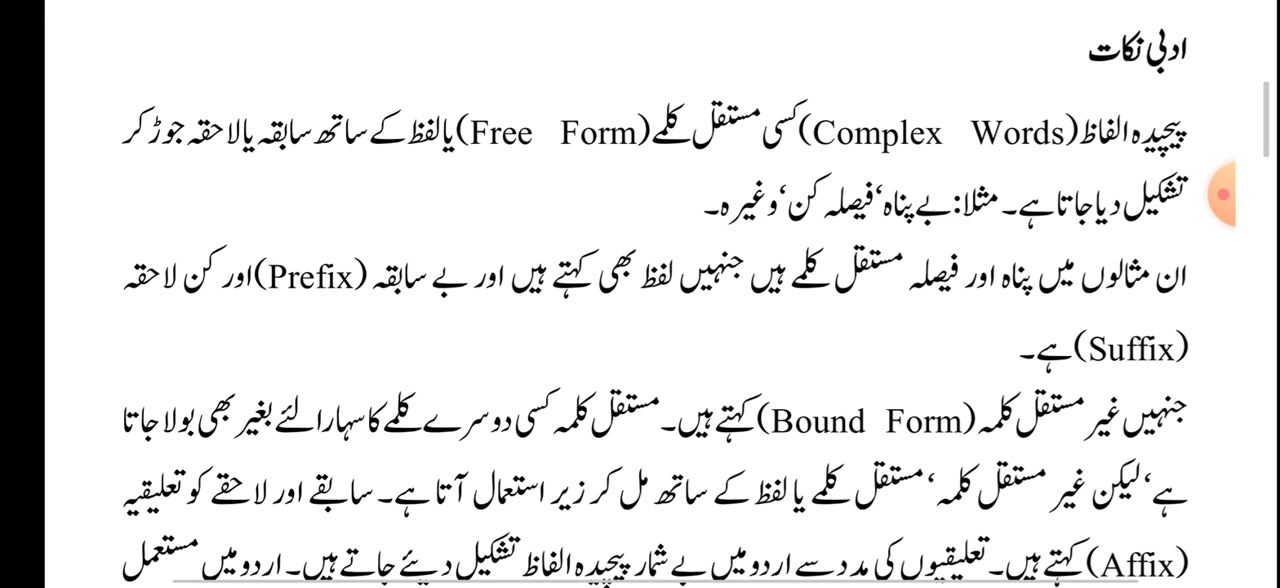 ادبی نکات
پیچیدہ الفاظ(Complex Words)کسی مستقل کلمے(Free Form)یا لفظ کے ساتھ سابقہ یا لاحقہ جوڑ کر
تشکیل دیا جاتا ہے۔ مثلا: بے پناہ‘ فیصلہ کن‘ وغیرہ۔
ان مثالوں میں پناہ اور فیصلہ مستقل کلمے ہیں جنہیں لفظ بھی کہتے ہیں اور بے سابقہ (Prefix)اور کن لاحقہ
(Suffix)ہے۔
جنہیں غیر مستقل کلمہ (Bound Form)کہتے ہیں۔ مستقل کلمہ کسی دوسرے کلمے کا سہارا لئے بغیر بھی بولا جاتا
ہے‘ لیکن غیر مستقل کلمہ‘ مستقل کلمے یا لفظ کے ساتھ مل کر زیر استعمال آتا ہے۔ سابقے اور لاحقے کو تعلیقیہ
(Affix)کہتے ہیں۔ تعلیقیوں کی مدد سے اردو میں بے شمار پیچیدہ الفاظ تشکیل دیئے جاتے ہیں۔ اردو میں مستعمل